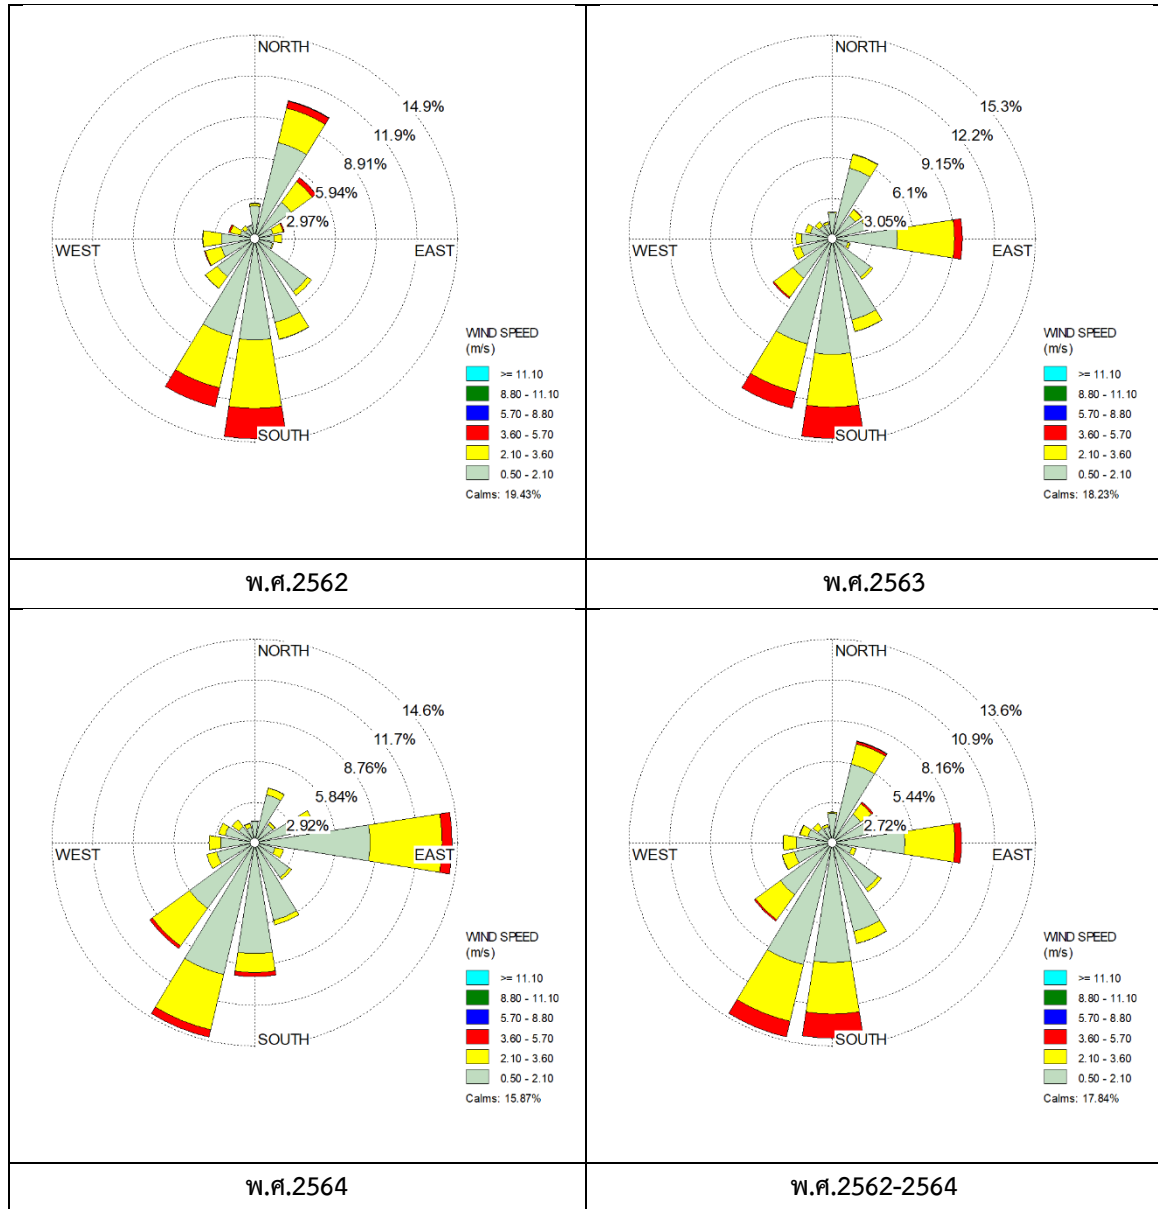 NORTH
14.9%
11.9%
8.91%
5.94%
2.97%
WEST
EAST
SOUTH
WIND SPEED
(m/s)
>= 11.10
8.80 - 11.10
5.70 - 8.80
3.60 - 5.70
2.10 - 3.60
0.50 - 2.10
Calms: 19.43%
พ.ศ.2562
NORTH
15.3%
12.2%
9.15%
6.1%
3.05%
WEST
EAST
SOUTH
WIND SPEED
(m/s)
>= 11.10
8.80 - 11.10
5.70 - 8.80
3.60 - 5.70
2.10 - 3.60
0.50 - 2.10
Calms: 18.23%
พ.ศ.2563
NORTH
14.6%
11.7%
8.76%
5.84%
2.92%
WEST
EAST
SOUTH
WIND SPEED
(m/s)
>= 11.10
8.80 - 11.10
5.70 - 8.80
3.60 - 5.70
2.10 - 3.60
0.50 - 2.10
Calms: 15.87%
พ.ศ.2564
NORTH
13.6%
10.9%
8.16%
5.44%
2.72%
WEST
EAST
SOUTH
WIND SPEED
(m/s)
>= 11.10
8.80 - 11.10
5.70 - 8.80
3.60 - 5.70
2.10 - 3.60
0.50 - 2.10
Calms: 17.84%
พ.ศ.2562-2564